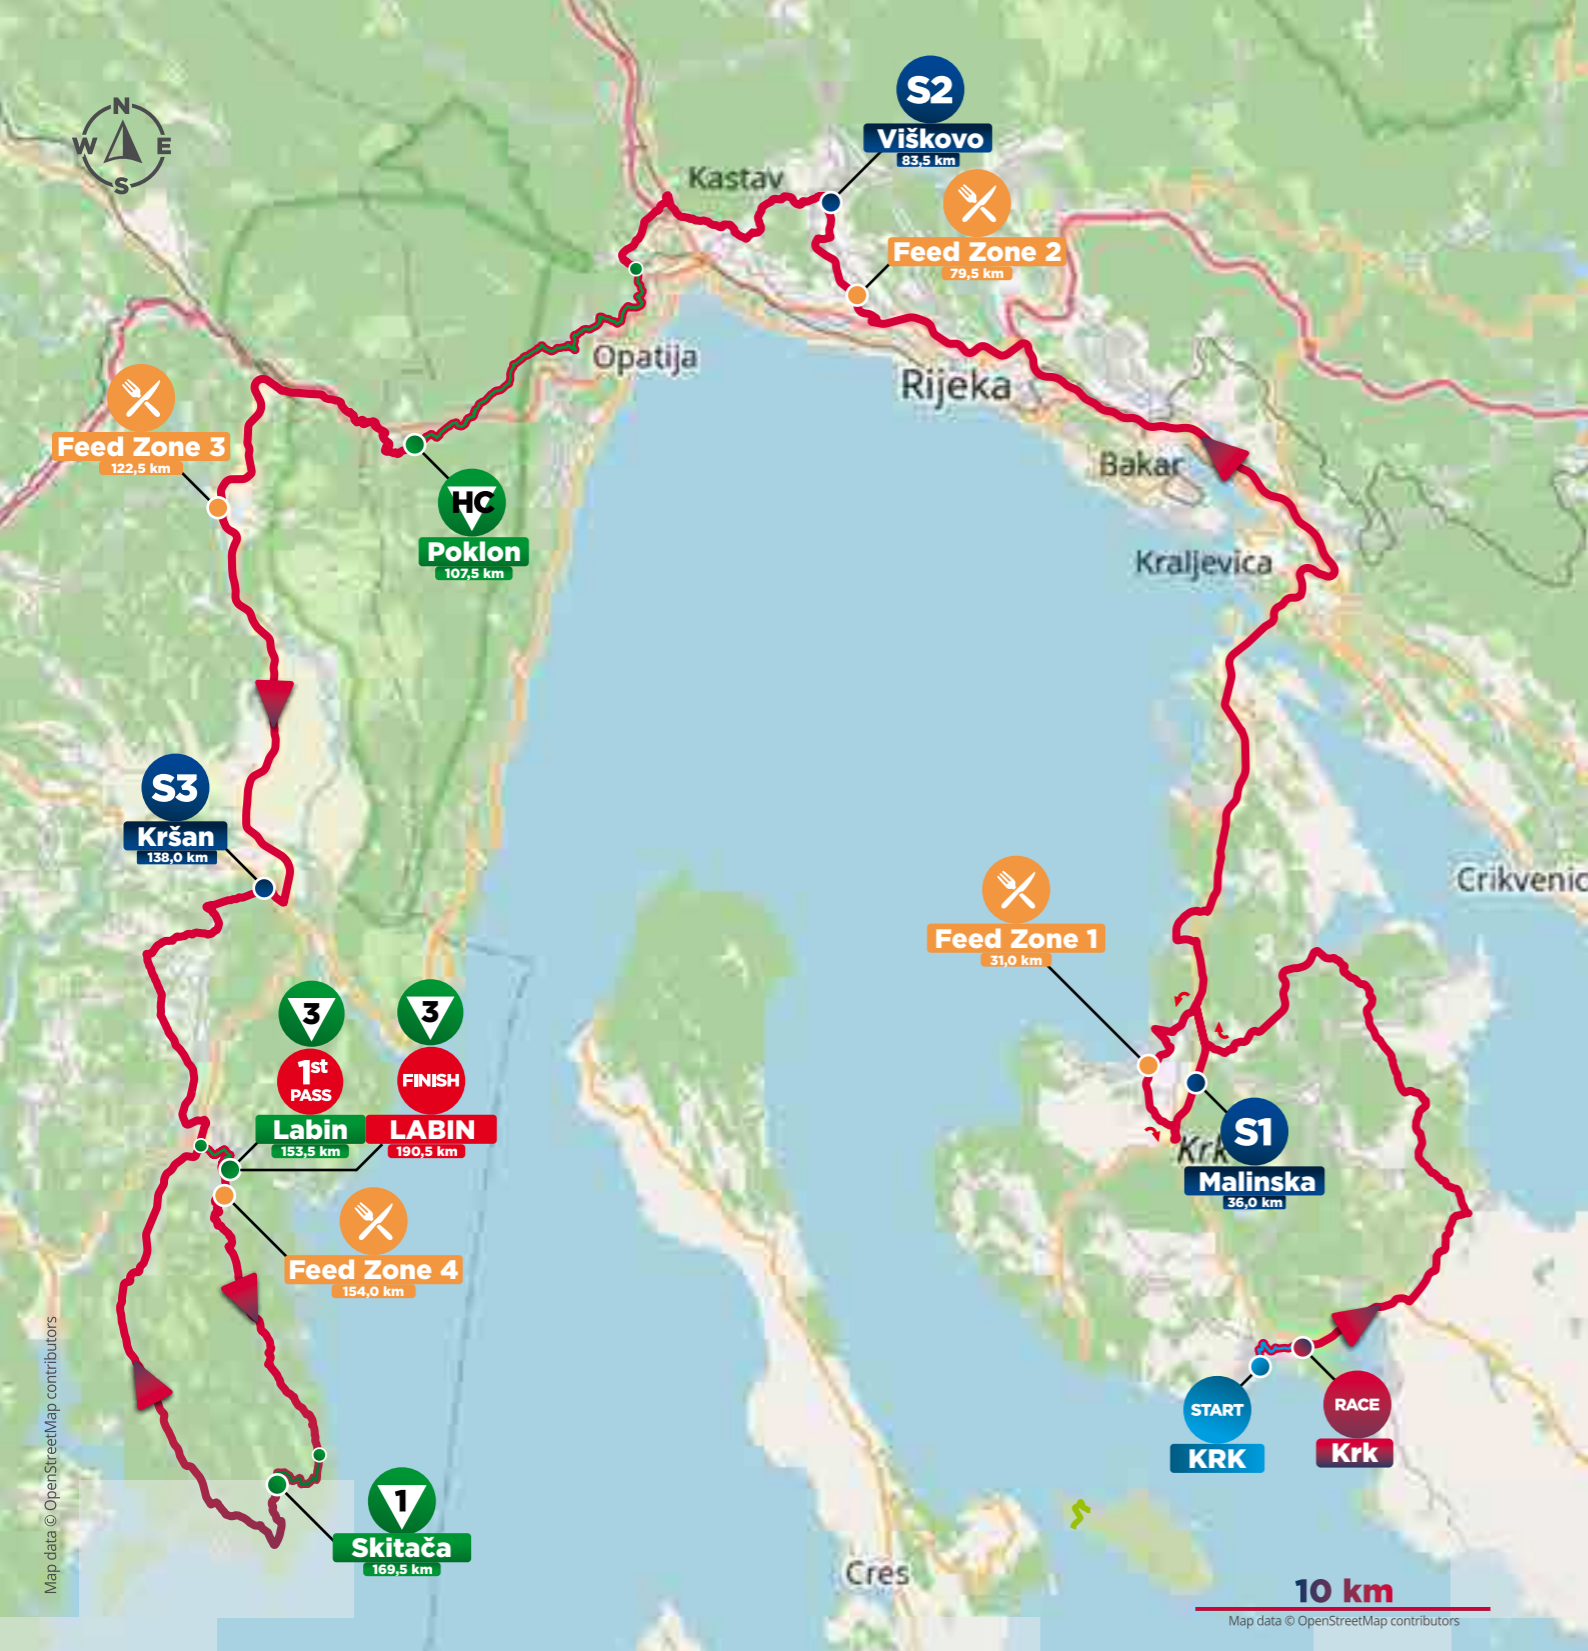 N
W E
S
S2
Viškovo
83,5 km
Kastav
Feed Zone 2
79,5 km
Opatija
Rijeka
Feed Zone 3
122,5 km
HC
Poklon
107,5 km
Bakar
Kraljevica
S3
Kršan
138,0 km
Crikvenic
Feed Zone 1
31,0 km
3
1st
PASS
Labin
153,5 km
3
FINISH
LABIN
190,5 km
Krk
S1
Malinska
36,0 km
Feed Zone 4
154,0 km
START
KRK
RACE
Krk
1
Skitača
169,5 km
Cres
10 km
Map data © OpenStreetMap contributors
Map data © OpenStreetMap contributors